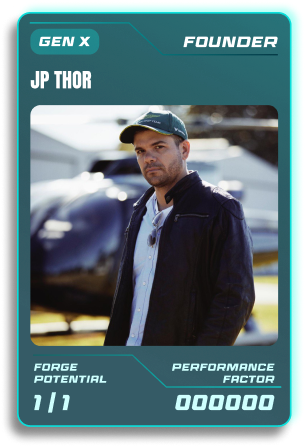 GEN X
FOUNDER
JP THOR
FORGE
POTENTIAL
PERFORMANCE
FACTOR
1 / 1
000000